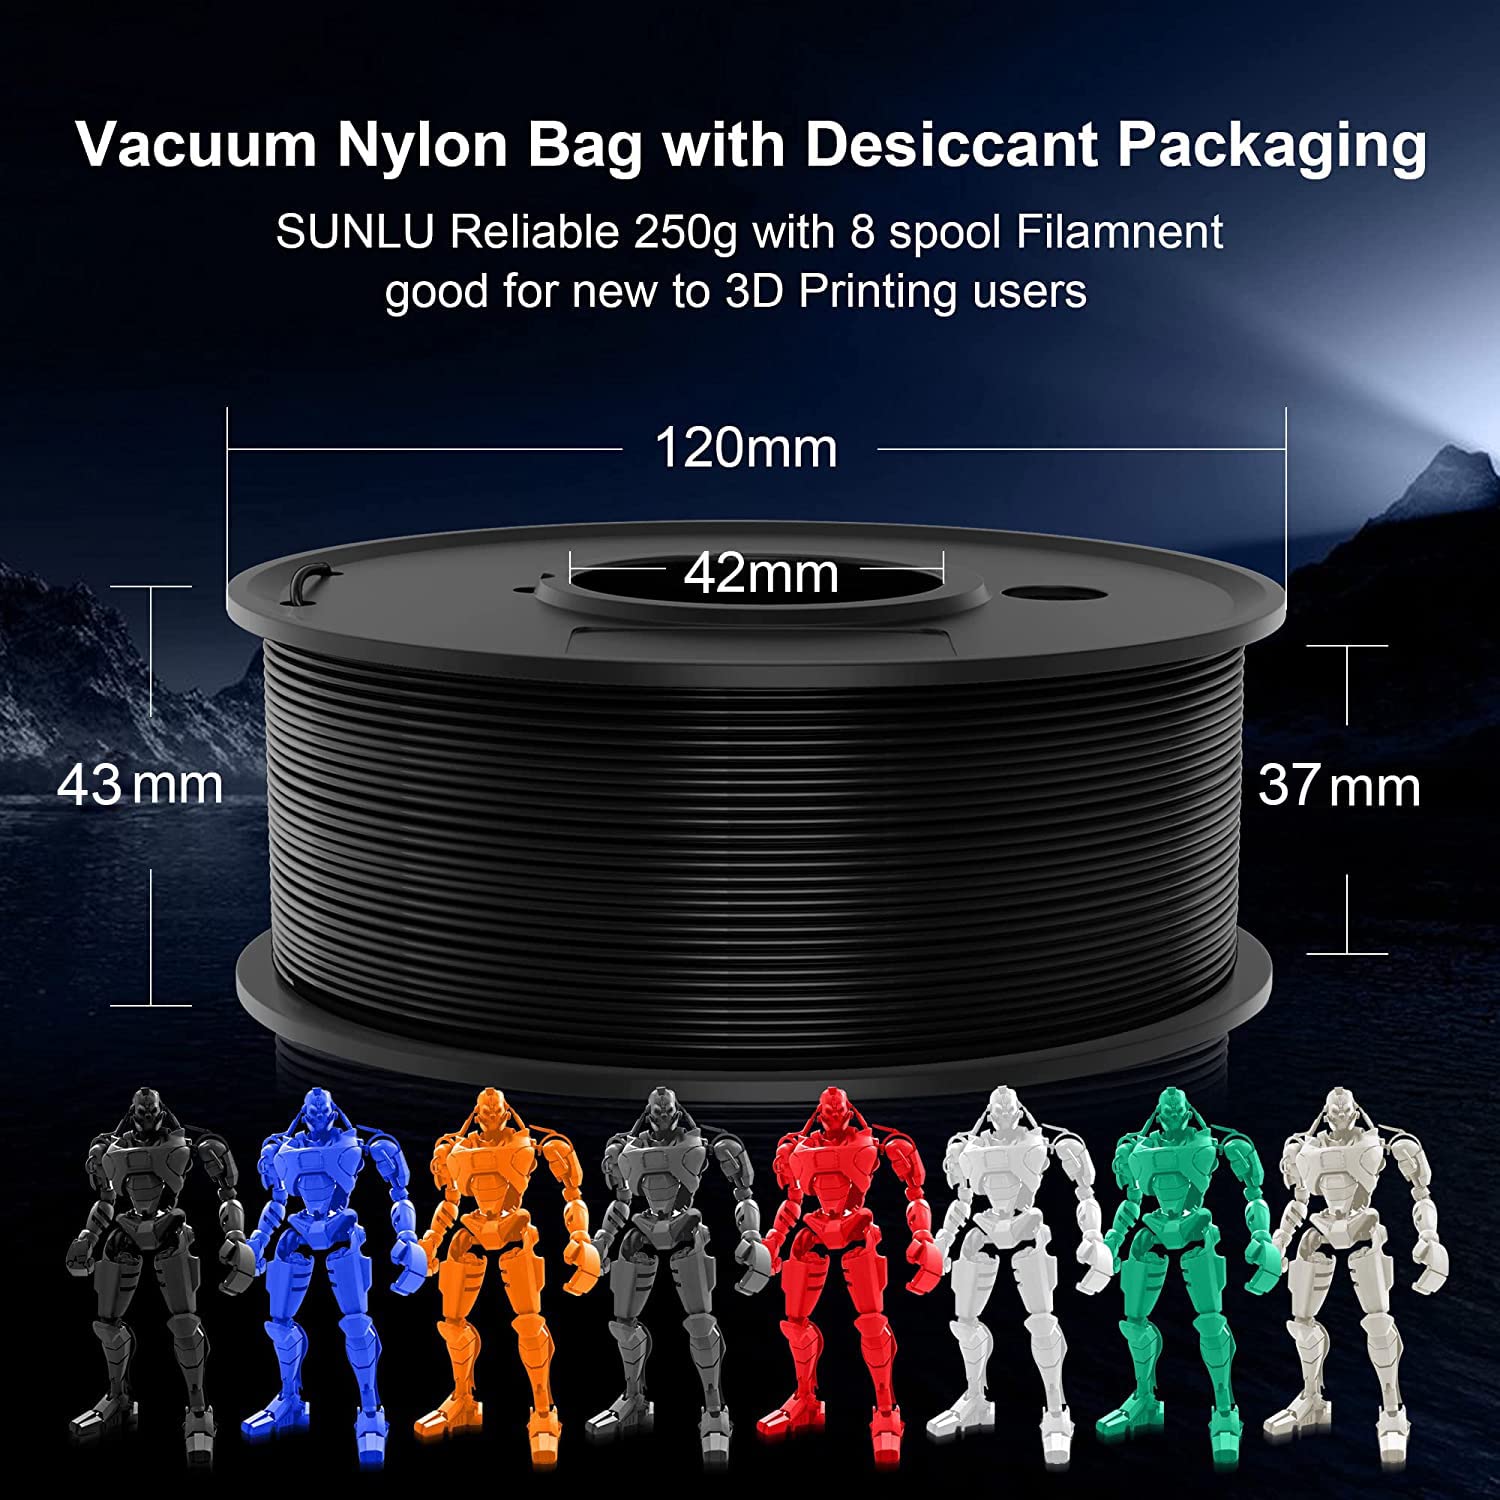 Vacuum Nylon Bag with Desiccant Packaging
SUNLU Reliable 250g with 8 spool Filamnent
good for new to 3D Printing users
120mm
42mm
43mm
37mm